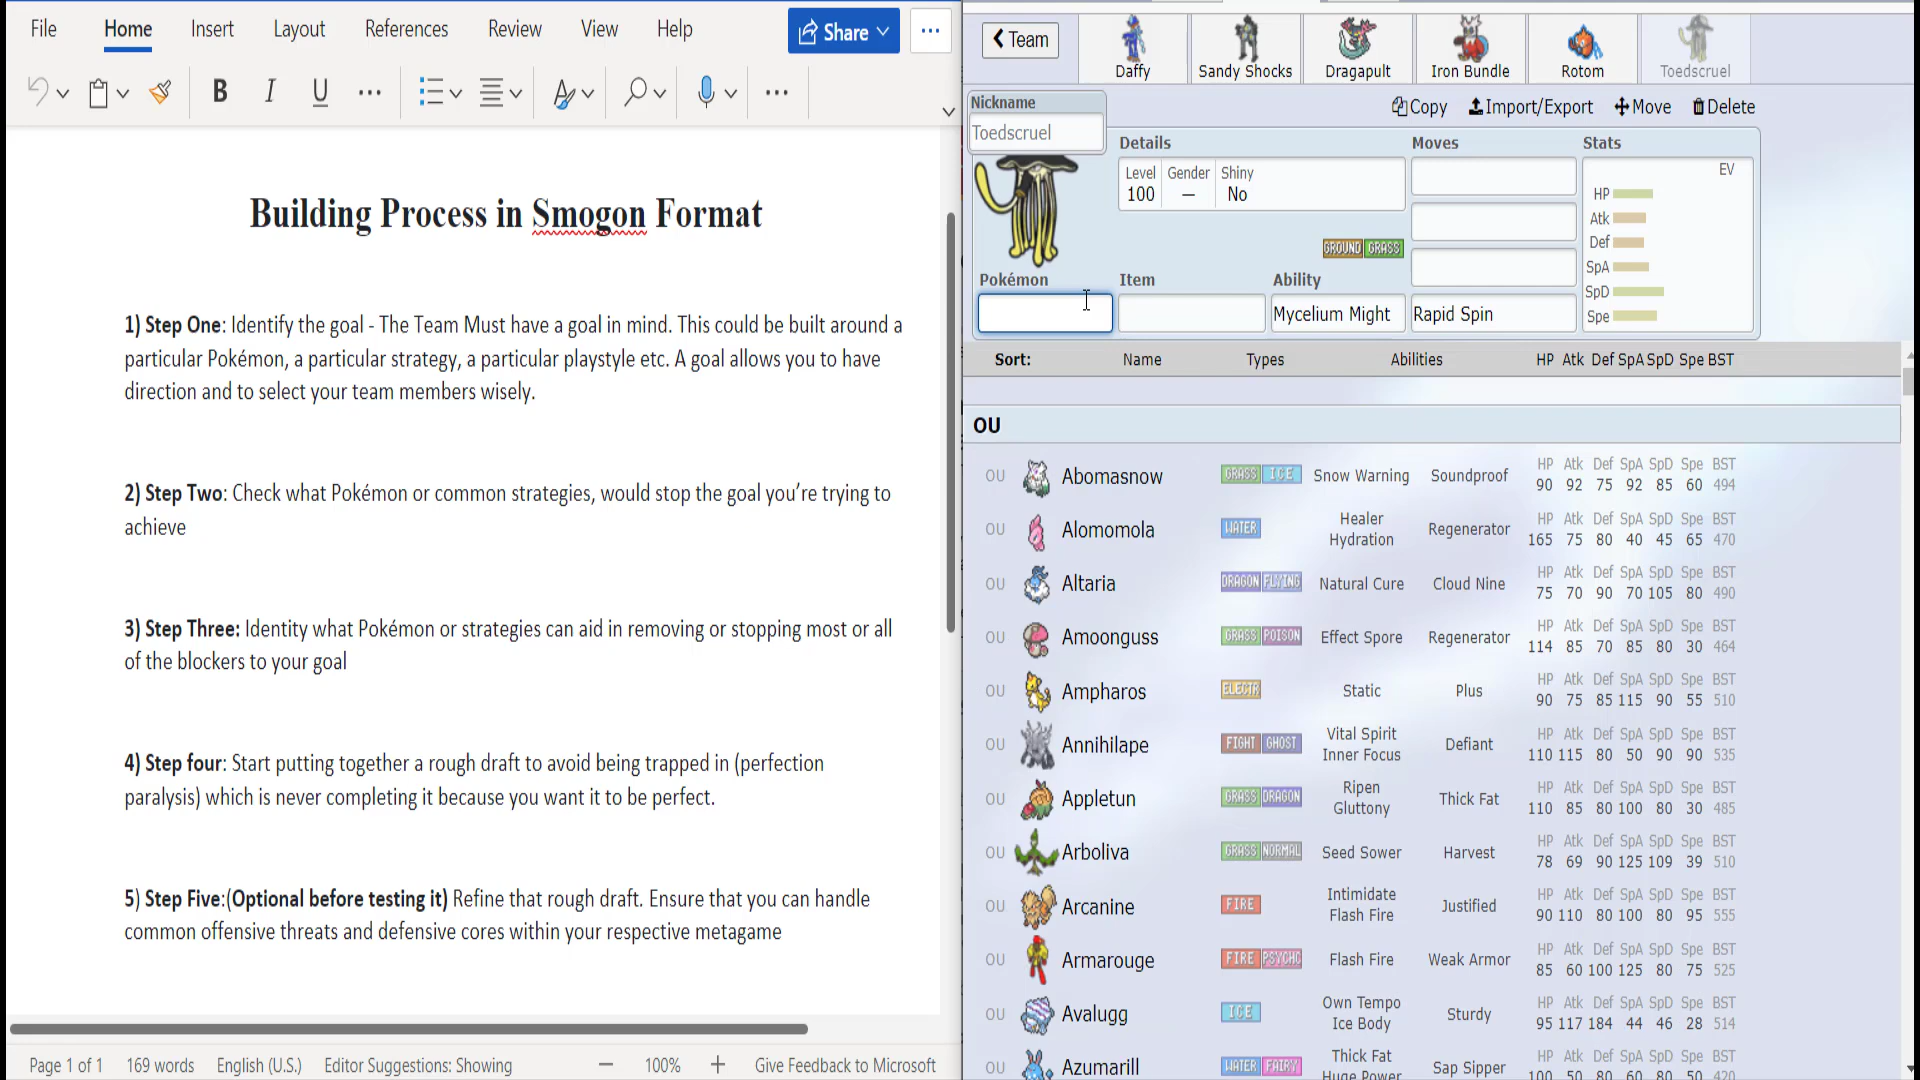 File Home Insert Layout References Review View Help Share
Building Process in Smogon Format
1) Step One: Identify the goal - The Team Must have a goal in mind. This could be built around a
particular Pokémon, a particular strategy, a particular playstyle etc. A goal allows you to have
direction and to select your team members wisely.
2) Step Two: Check what Pokémon or common strategies, would stop the goal you’re trying to
achieve
3) Step Three: Identity what Pokémon or strategies can aid in removing or stopping most or all
of the blockers to your goal
4) Step four: Start putting together a rough draft to avoid being trapped in (perfection
paralysis) which is never completing it because you want it to be perfect.
5) Step Five:(Optional before testing it) Refine that rough draft. Ensure that you can handle
common offensive threats and defensive cores within your respective metagame
Page 1 of 1 169 words English (U.S.) Editor Suggestions: Showing 100% Give Feedback to Microsoft
Team Daffy Sandy Shocks Dragapult Iron Bundle Rotom Toedscruel
Copy Import/Export Move Delete
Nickname
Toedscruel
Details Moves Stats
Level Gender Shiny EV
100 — No
HP
Atk
Def
SpA
SpD
Spe
GROUND GRASS
Pokémon Item Ability
Mycelium Might Rapid Spin
Sort: Name Types Abilities HP Atk Def SpA SpD Spe BST
OU
OU Abomasnow GRASS ICE Snow Warning Soundproof HP 90 Atk 92 Def 75 SpA 92 SpD 85 Spe 60 BST 494
OU Alomomola WATER Healer Hydration Regenerator HP 165 Atk 75 Def 80 SpA 40 SpD 45 Spe 65 BST 470
OU Altaria DRAGON FLYING Natural Cure Cloud Nine HP 75 Atk 70 Def 90 SpA 70 SpD 105 Spe 80 BST 490
OU Amoonguss GRASS POISON Effect Spore Regenerator HP 114 Atk 85 Def 70 SpA 85 SpD 80 Spe 30 BST 464
OU Ampharos ELECTR Static Plus HP 90 Atk 75 Def 85 SpA 115 SpD 90 Spe 55 BST 510
OU Annihilape FIGHT GHOST Vital Spirit Inner Focus Defiant HP 110 Atk 115 Def 80 SpA 50 SpD 90 Spe 90 BST 535
OU Appletun GRASS DRAGON Ripen Gluttony Thick Fat HP 110 Atk 85 Def 80 SpA 100 SpD 80 Spe 30 BST 485
OU Arboliva GRASS NORMAL Seed Sower Harvest HP 78 Atk 69 Def 90 SpA 125 SpD 109 Spe 39 BST 510
OU Arcanine FIRE Intimidate Flash Fire Justified HP 90 Atk 110 Def 80 SpA 100 SpD 80 Spe 95 BST 555
OU Armarouge FIRE PSYCHC Flash Fire Weak Armor HP 85 Atk 60 Def 100 SpA 125 SpD 80 Spe 75 BST 525
OU Avalugg ICE Own Tempo Ice Body Sturdy HP 95 Atk 117 Def 184 SpA 44 SpD 46 Spe 28 BST 514
OU Azumarill WATER FAIRY Thick Fat Huge Power Sap Sipper HP 100 Atk 50 Def 80 SpA 60 SpD 80 Spe 50 BST 420